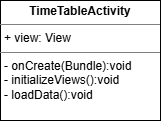 TimeTableActivity
+ view: View
- onCreate(Bundle):void
- initializeViews():void
- loadData():void